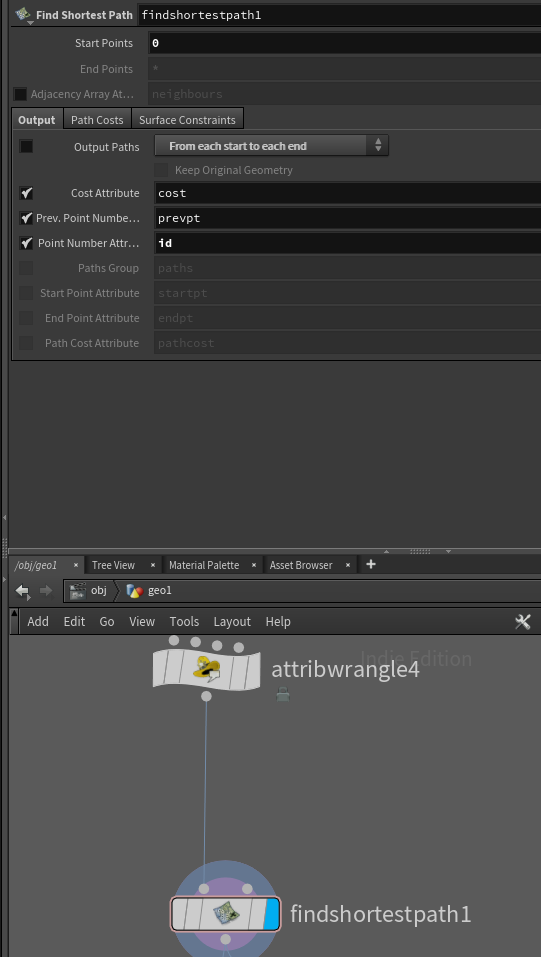 Find Shortest Path findshortestpath1
Start Points 0
End Points *
Adjacency Array At... neighbours
Output Path Costs Surface Constraints
Output Paths From each start to each end
Keep Original Geometry
Cost Attribute cost
Prev. Point Numbe... prevpt
Point Number Attr... id
Paths Group paths
Start Point Attribute startpt
End Point Attribute endpt
Path Cost Attribute pathcost
/obj/geo1 × Tree View × Material Palette × Asset Browser × +
obj geo1
Add Edit Go View Tools Layout Help
Indie Edition
attribwrangle4
findshortestpath1